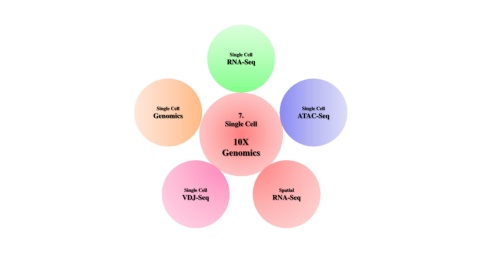 Single Cell
RNA-Seq
Single Cell
Genomics
7.
Single Cell
10X
Genomics
Single Cell
ATAC-Seq
Single Cell
VDJ-Seq
Spatial
RNA-Seq